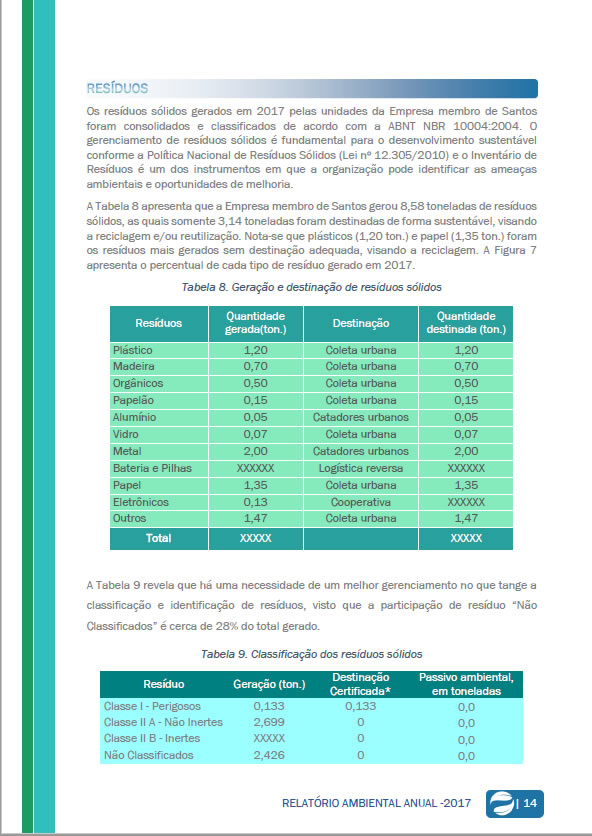 RESÍDUOS
Os resíduos sólidos gerados em 2017 pelas unidades da Empresa membro de Santos
foram consolidados e classificados de acordo com a ABNT NBR 10004:2004. O
gerenciamento de resíduos sólidos é fundamental para o desenvolvimento sustentável
conforme a Política Nacional de Resíduos Sólidos (Lei nº 12.305/2010) e o Inventário de
Resíduos é um dos instrumentos em que a organização pode identificar as ameaças
ambientais e oportunidades de melhoria.
A Tabela 8 apresenta que a Empresa membro de Santos gerou 8,58 toneladas de resíduos
sólidos, as quais somente 3,14 toneladas foram destinadas de forma sustentável, visando
a reciclagem e/ou reutilização. Nota-se que plásticos (1,20 ton.) e papel (1,35 ton.) foram
os resíduos mais gerados sem destinação adequada, visando a reciclagem. A Figura 7
apresenta o percentual de cada tipo de resíduo gerado em 2017.
Tabela 8. Geração e destinação de resíduos sólidos
Resíduos Quantidade gerada(ton.) Destinação Quantidade destinada (ton.)
Plástico 1,20 Coleta urbana 1,20
Madeira 0,70 Coleta urbana 0,70
Orgânicos 0,50 Coleta urbana 0,50
Papelão 0,15 Coleta urbana 0,15
Alumínio 0,05 Catadores urbanos 0,05
Vidro 0,07 Coleta urbana 0,07
Metal 2,00 Catadores urbanos 2,00
Bateria e Pilhas XXXXXX Logística reversa XXXXXX
Papel 1,35 Coleta urbana 1,35
Eletrônicos 0,13 Cooperativa XXXXXX
Outros 1,47 Coleta urbana 1,47
Total XXXXX XXXXX
A Tabela 9 revela que há uma necessidade de um melhor gerenciamento no que tange a
classificação e identificação de resíduos, visto que a participação de resíduo “Não
Classificados” é cerca de 28% do total gerado.
Tabela 9. Classificação dos resíduos sólidos
Resíduo Geração (ton.) Destinação Certificada* Passivo ambiental, em toneladas
Classe I - Perigosos 0,133 0,133 0,0
Classe II A - Não Inertes 2,699 0 0,0
Classe II B - Inertes XXXXX 0 0,0
Não Classificados 2,426 0 0,0
RELATÓRIO AMBIENTAL ANUAL -2017 | 14